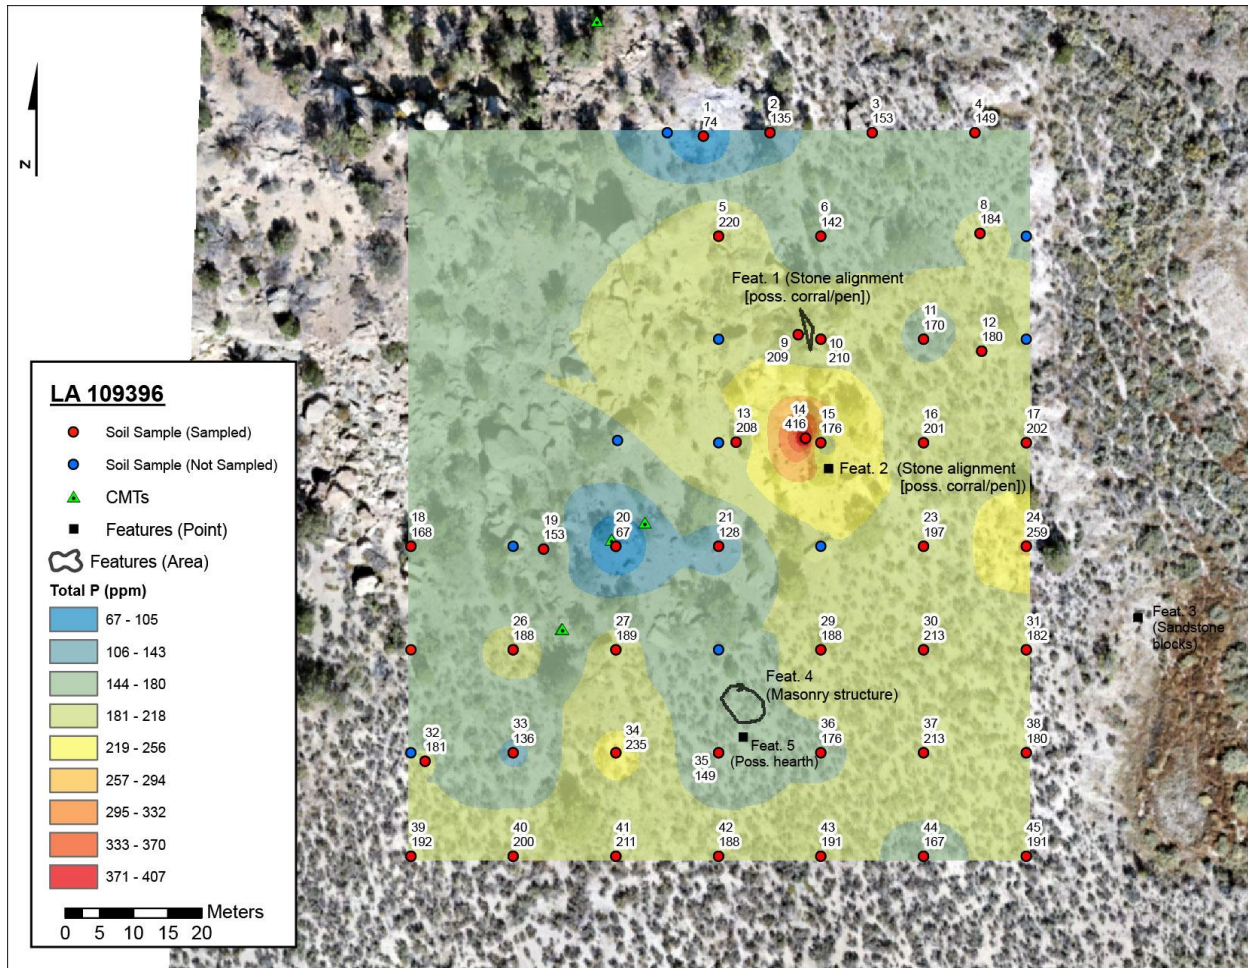 1
74
2
135
3
153
4
149
N
5
220
6
142
8
184
Feat. 1 (Stone alignment
[poss. corral/pen])
9
209
10
210
11
170
12
180
13
208
14
416
15
176
16
201
17
202
Feat. 2 (Stone alignment
[poss. corral/pen])
18
168
19
153
20
67
21
128
23
197
24
259
26
188
27
189
29
188
30
213
31
182
Feat. 3
(Sandstone
blocks)
Feat. 4
(Masonry structure)
32
181
33
136
34
235
35
149
Feat. 5
(Poss. hearth)
36
176
37
213
38
180
39
192
40
200
41
211
42
188
43
191
44
167
45
191
LA 109396
Soil Sample (Sampled)
Soil Sample (Not Sampled)
CMTs
Features (Point)
Features (Area)
Total P (ppm)
67 - 105
106 - 143
144 - 180
181 - 218
219 - 256
257 - 294
295 - 332
333 - 370
371 - 407
Meters
0 5 10 15 20